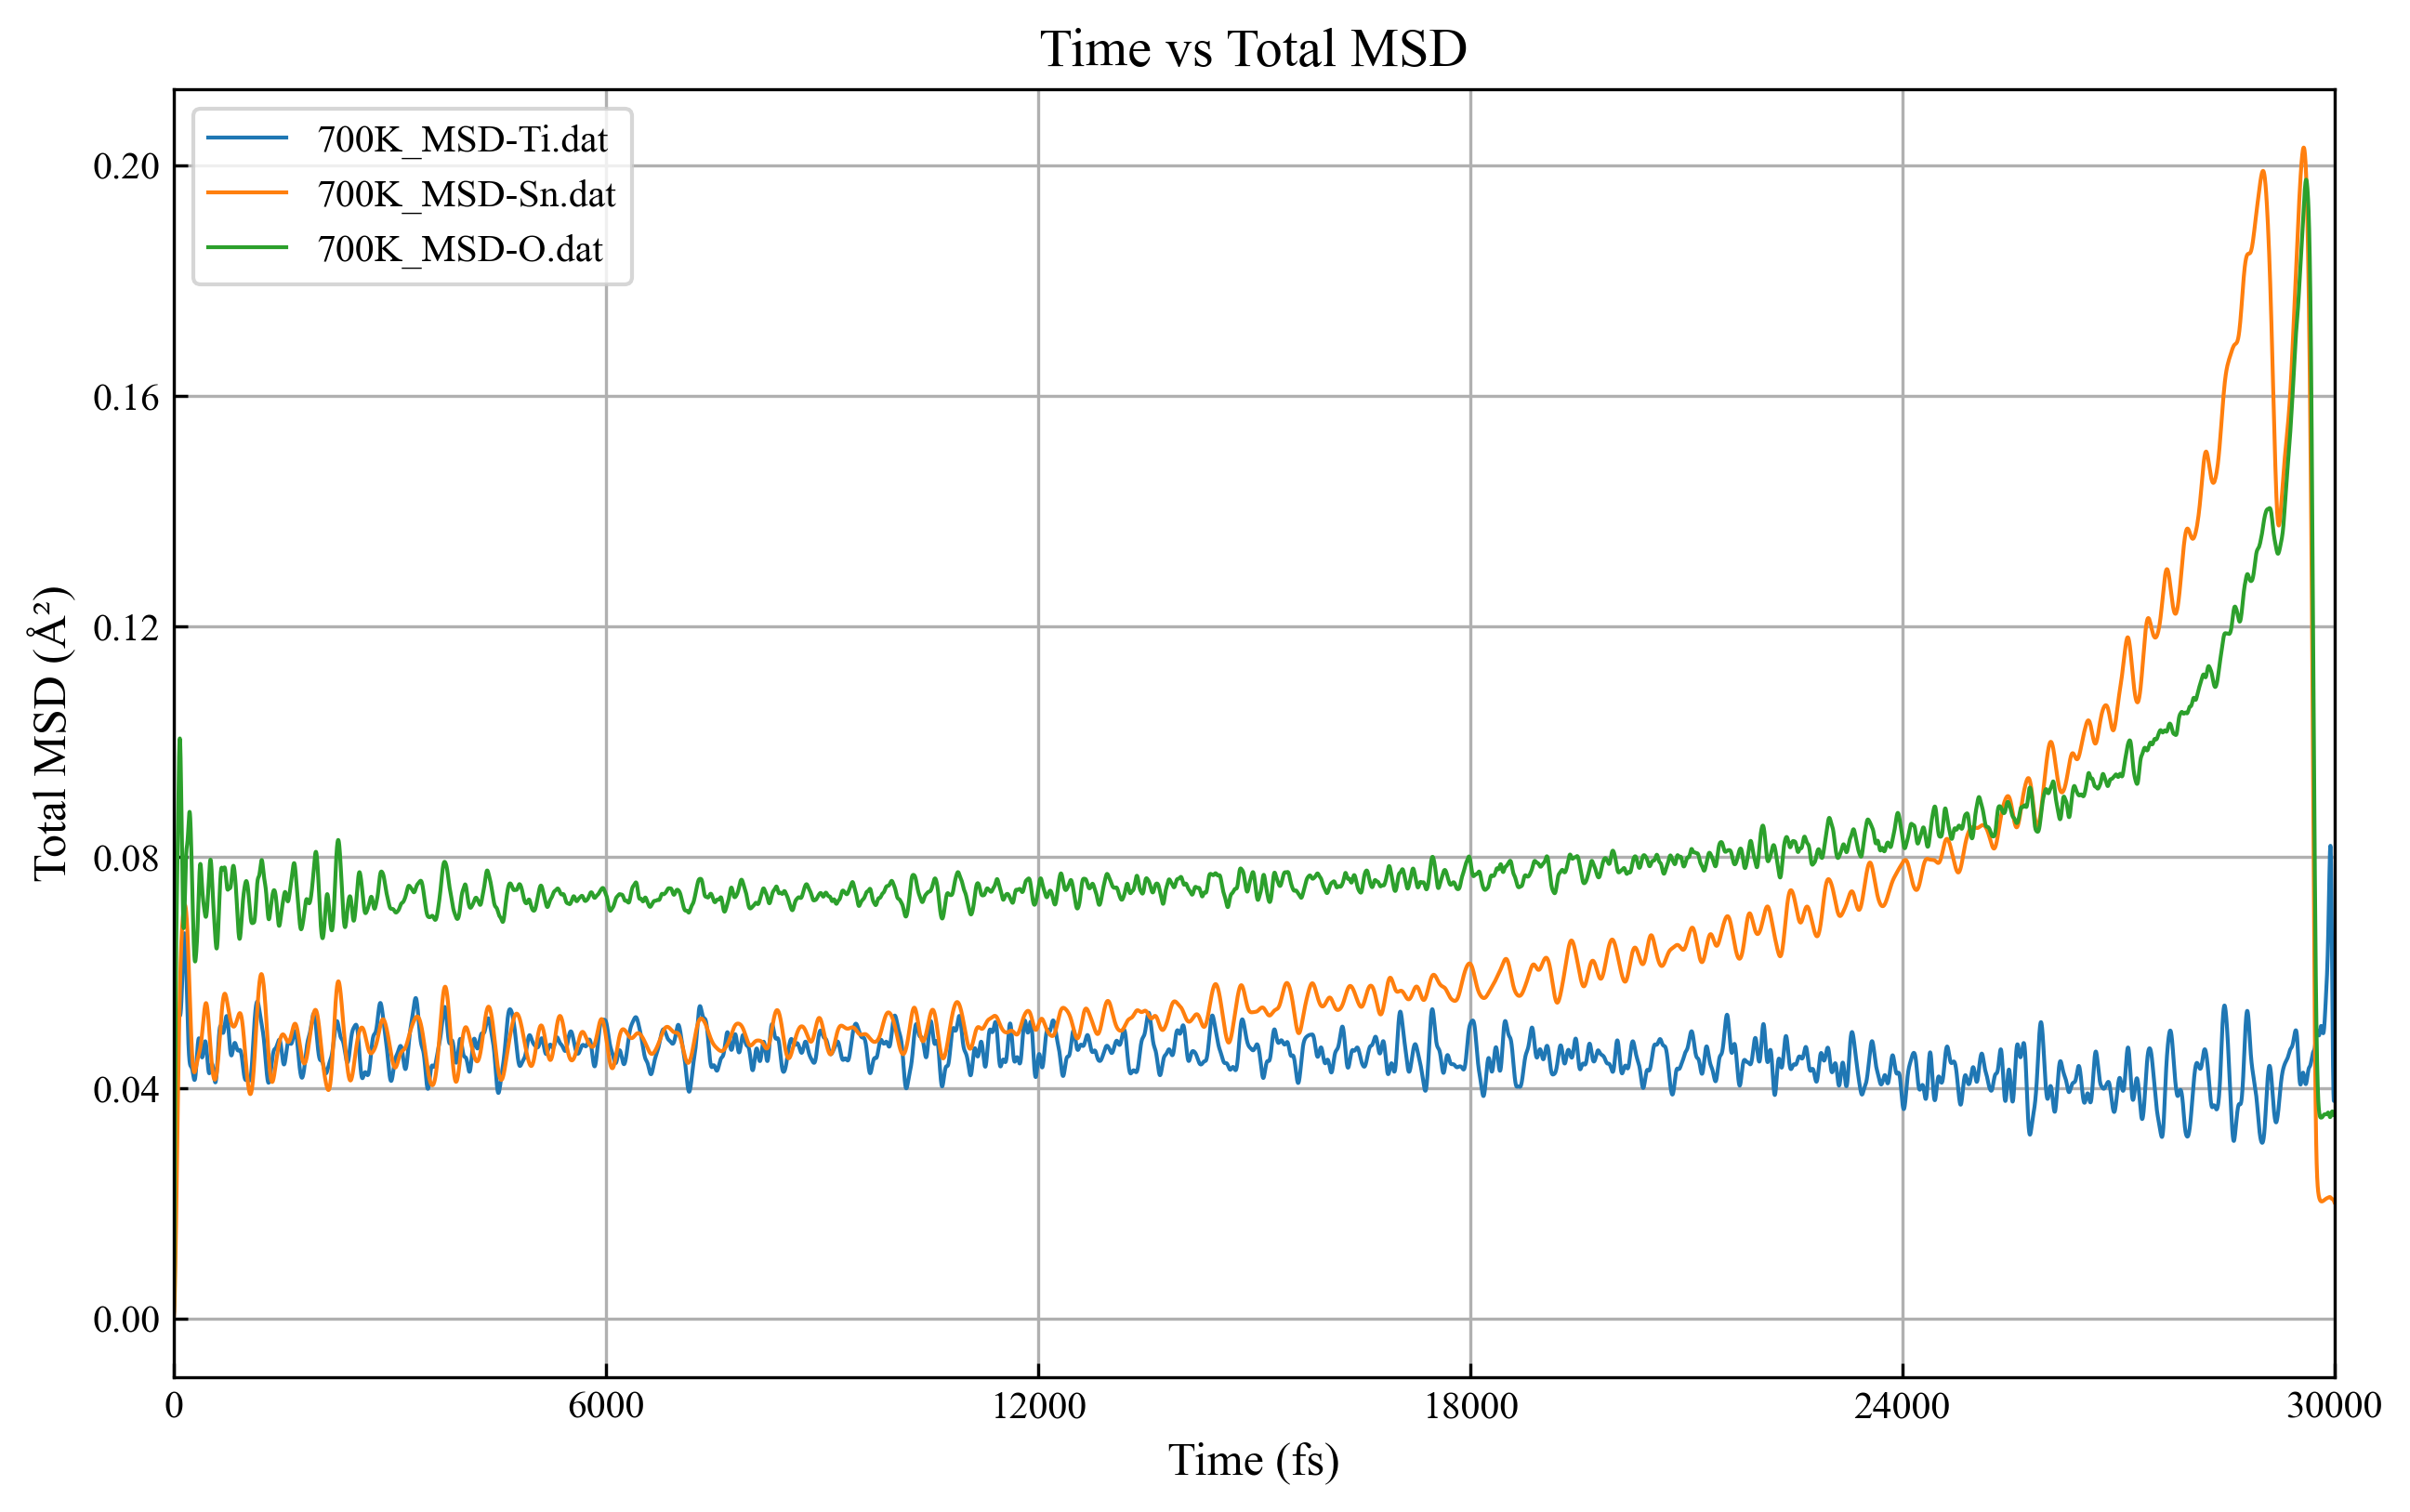 Time vs Total MSD
700K_MSD-Ti.dat
700K_MSD-Sn.dat
700K_MSD-O.dat
Total MSD (Å²)
0.20
0.16
0.12
0.08
0.04
0.00
0 6000 12000 18000 24000 30000
Time (fs)